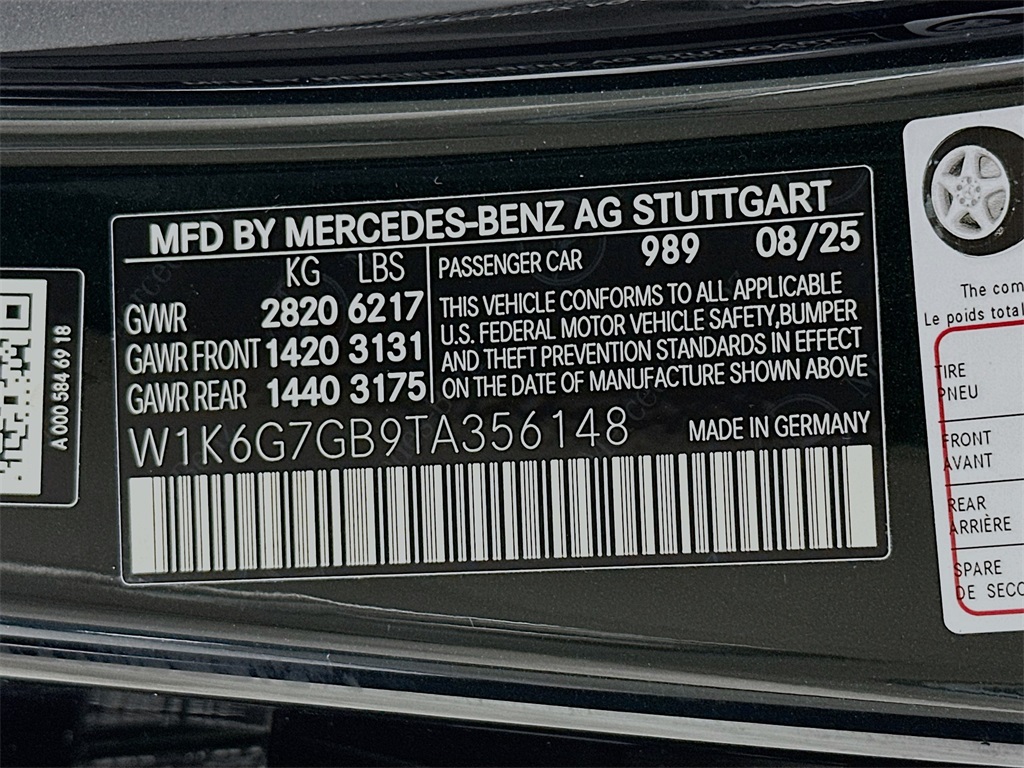 MFD BY MERCEDES-BENZ AG STUTTGART
KG LBS
GVWR 2820 6217
GAWR FRONT 1420 3131
GAWR REAR 1440 3175
PASSENGER CAR 989 08/25
THIS VEHICLE CONFORMS TO ALL APPLICABLE
U.S. FEDERAL MOTOR VEHICLE SAFETY,BUMPER
AND THEFT PREVENTION STANDARDS IN EFFECT
ON THE DATE OF MANUFACTURE SHOWN ABOVE
W1K6G7GB9TA356148
MADE IN GERMANY
A 000 584 69 18
The com
Le poids total
TIRE
PNEU
FRONT
AVANT
REAR
ARRIÈRE
SPARE
DE SECO